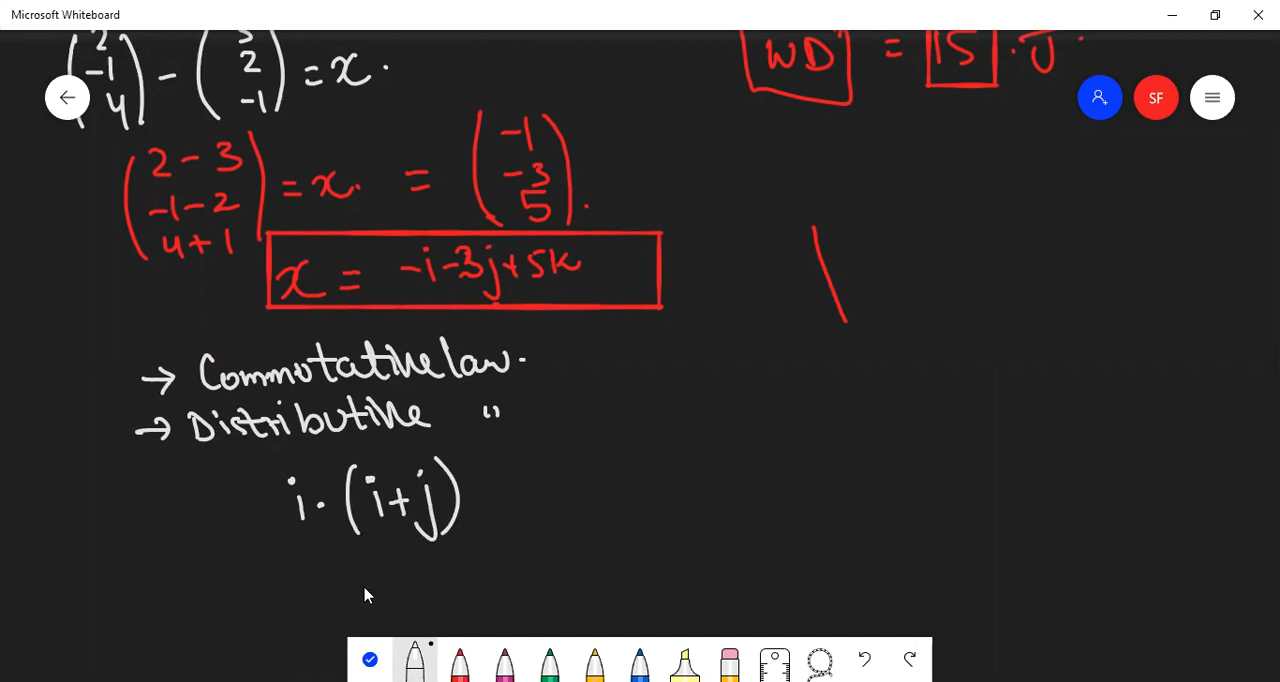 Microsoft Whiteboard
(2 -1 4) - (3 2 -1) = x.
WD = 15 . J.
(2 - 3
-1 - 2
4 + 1) = x. = (-1
-3
5).
x = -i - 3j + 5k
SF
→ Commutative law.
→ Distributive "
i . (i + j)